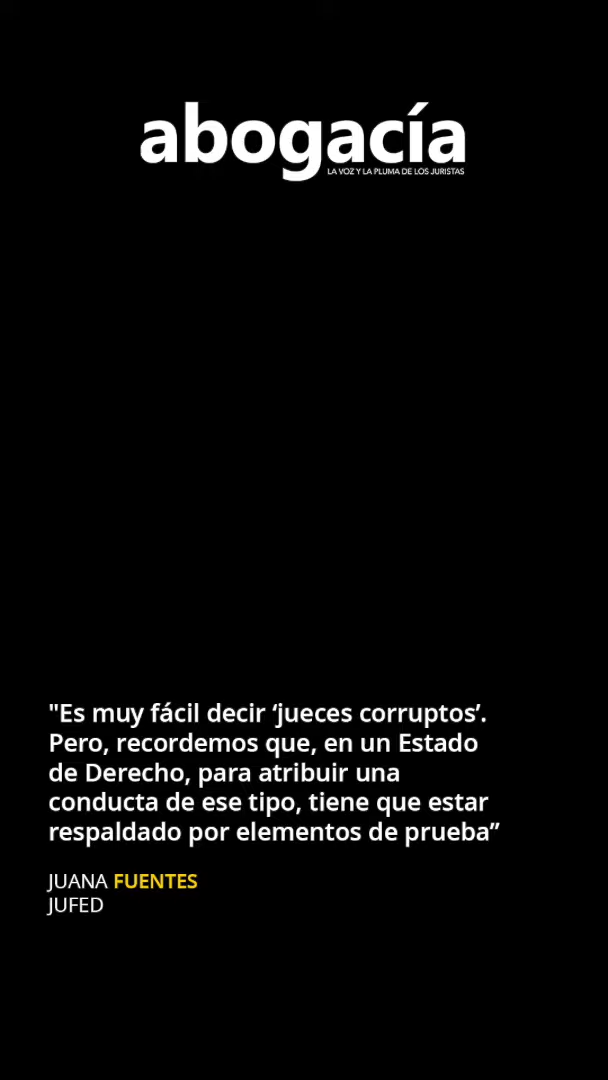 abogacía
LA VOZ Y LA PLUMA DE LOS JURISTAS
"Es muy fácil decir ‘jueces corruptos’.
Pero, recordemos que, en un Estado
de Derecho, para atribuir una
conducta de ese tipo, tiene que estar
respaldado por elementos de prueba”
JUANA FUENTES
JUFED